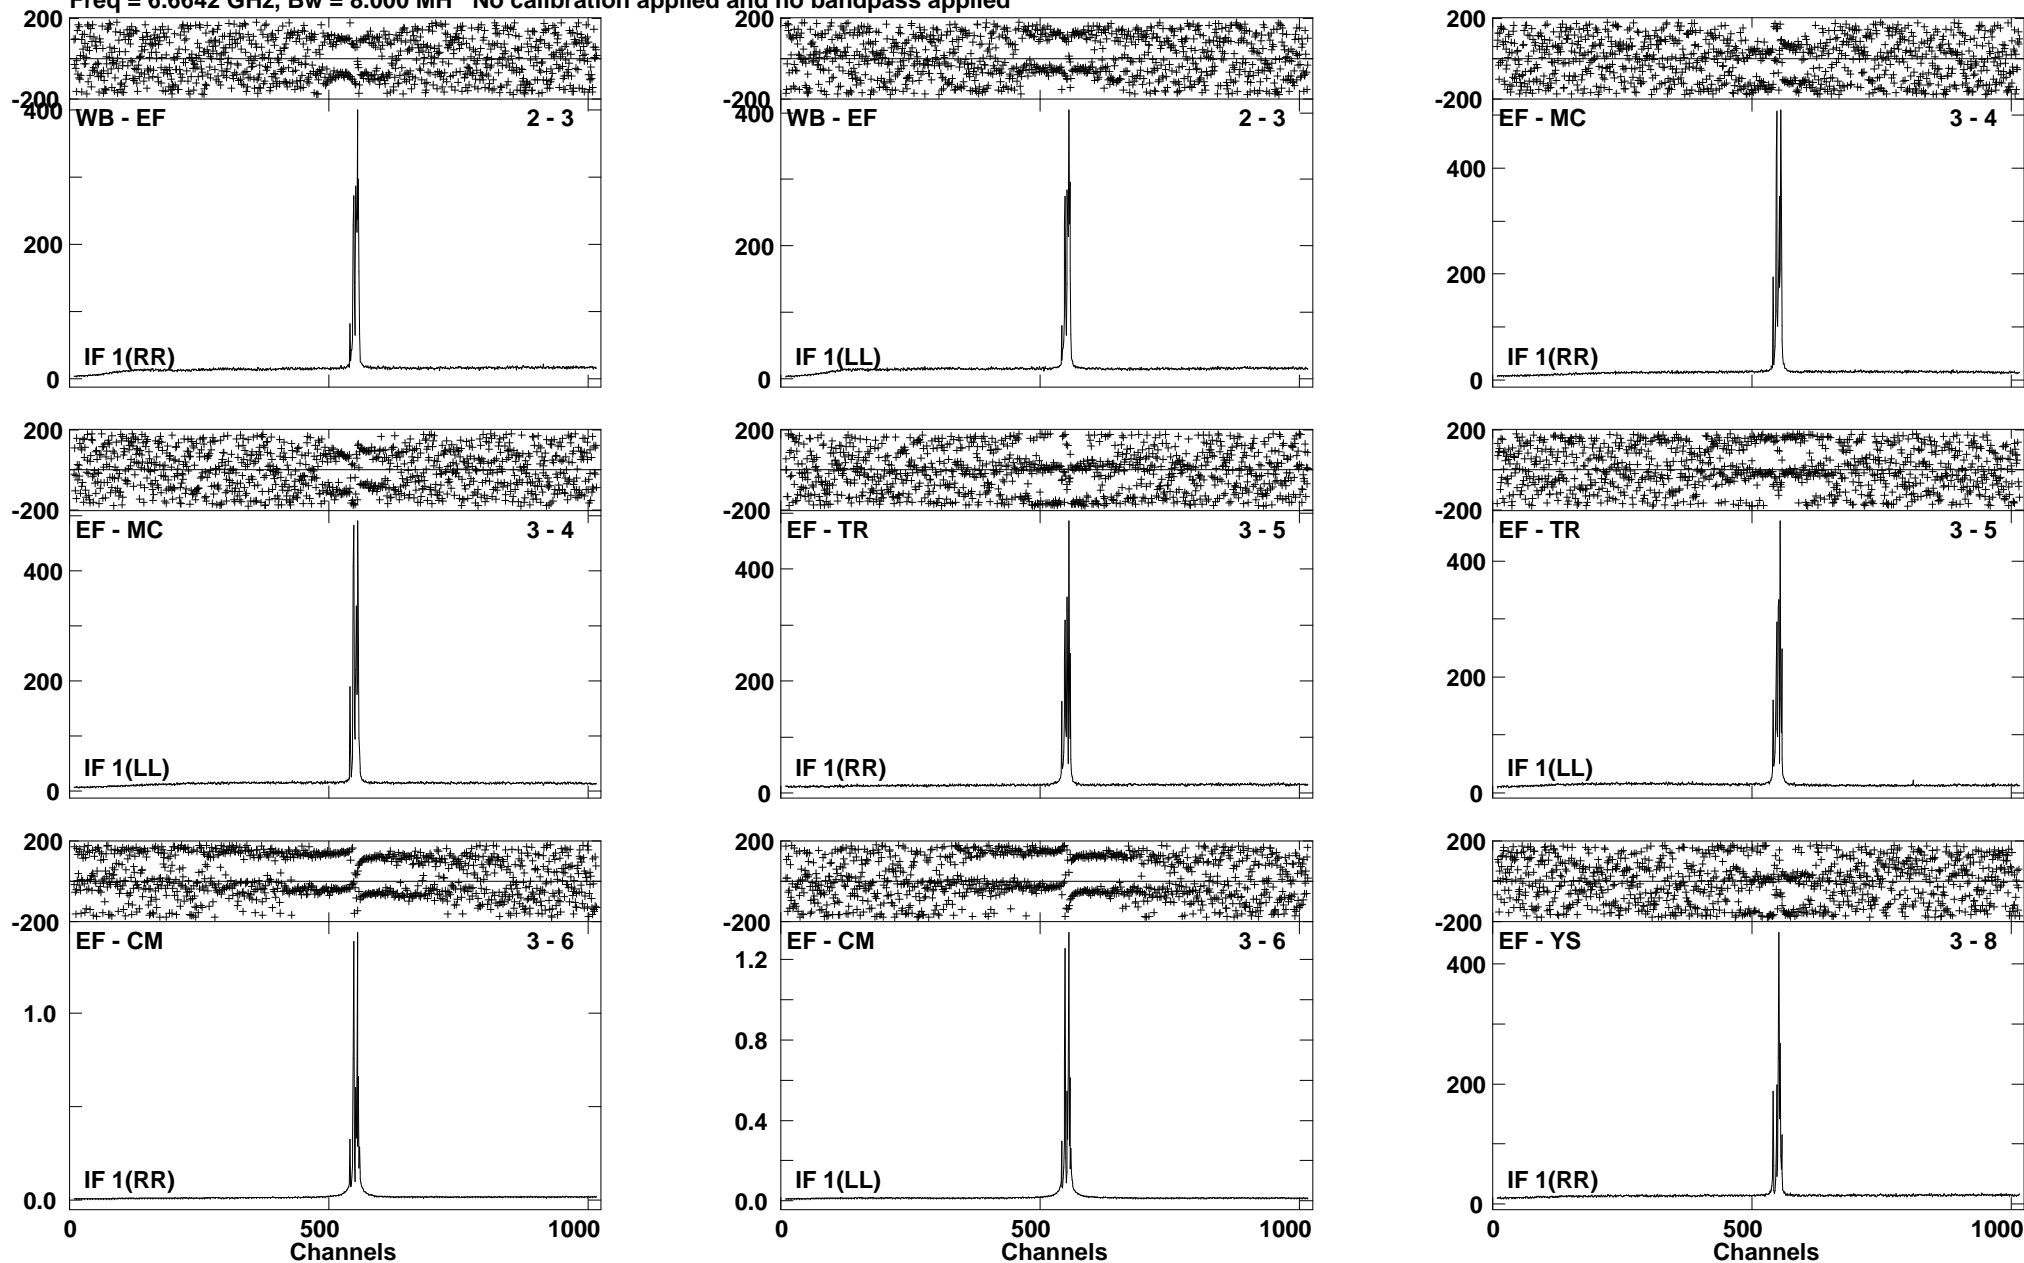 Freq = 6.6642 GHz, Bw = 8.000 MH No calibration applied and no bandpass applied
200
-200
WB - EF 2 - 3
400
200
0
IF 1(RR)
200
-200
WB - EF 2 - 3
400
200
0
IF 1(LL)
200
-200
EF - MC 3 - 4
400
200
0
IF 1(RR)
200
-200
EF - MC 3 - 4
400
200
0
IF 1(LL)
200
-200
EF - TR 3 - 5
400
200
0
IF 1(RR)
200
-200
EF - TR 3 - 5
400
200
0
IF 1(LL)
200
-200
EF - CM 3 - 6
1.0
0.0
IF 1(RR)
0 500 1000
Channels
200
-200
EF - CM 3 - 6
1.2
0.8
0.4
0.0
IF 1(LL)
0 500 1000
Channels
200
-200
EF - YS 3 - 8
400
200
0
IF 1(RR)
0 500 1000
Channels